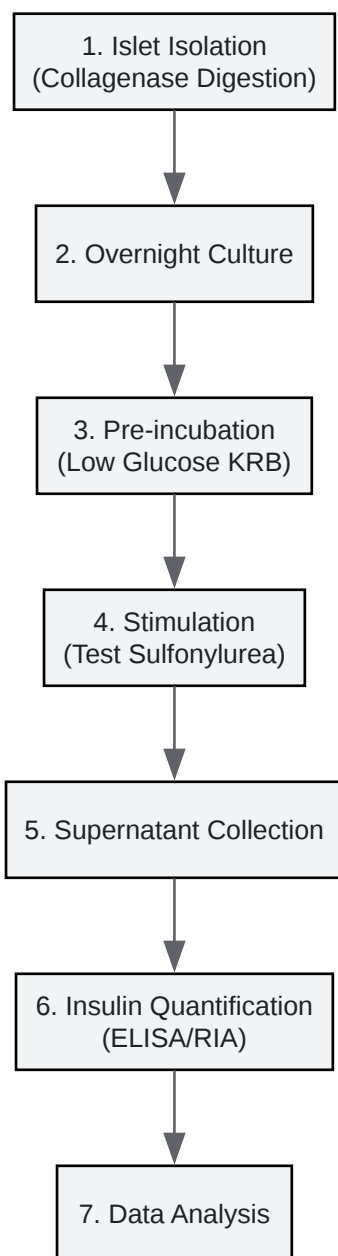 1. Islet Isolation
(Collagenase Digestion)
2. Overnight Culture
3. Pre-incubation
(Low Glucose KRB)
4. Stimulation
(Test Sulfonylurea)
5. Supernatant Collection
6. Insulin Quantification
(ELISA/RIA)
7. Data Analysis